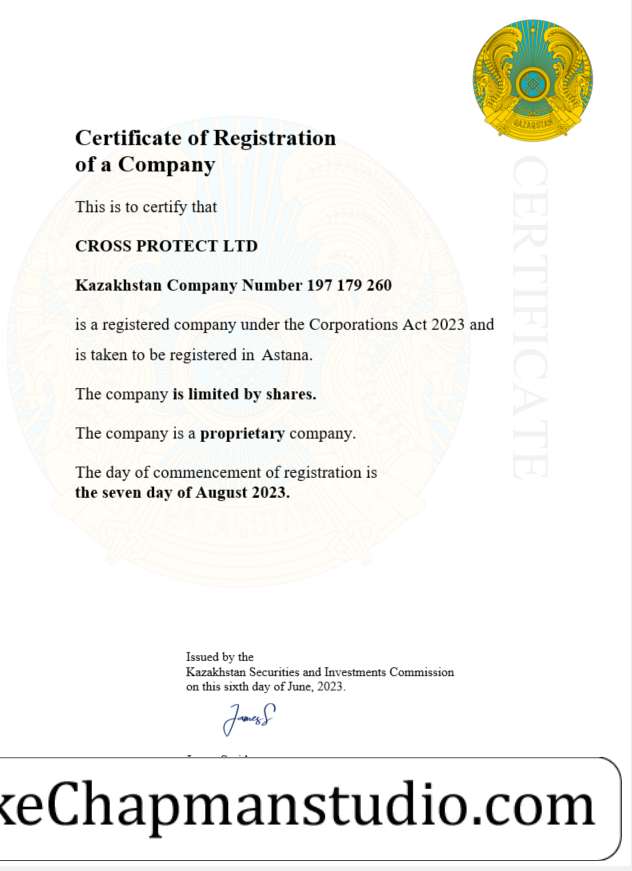 QAZAQSTAN
CERTIFICATE
Certificate of Registration
of a Company
This is to certify that
CROSS PROTECT LTD
Kazakhstan Company Number 197 179 260
is a registered company under the Corporations Act 2023 and
is taken to be registered in Astana.
The company is limited by shares.
The company is a proprietary company.
The day of commencement of registration is
the seven day of August 2023.
Issued by the
Kazakhstan Securities and Investments Commission
on this sixth day of June, 2023.
JamesS
keChapmanstudio.com